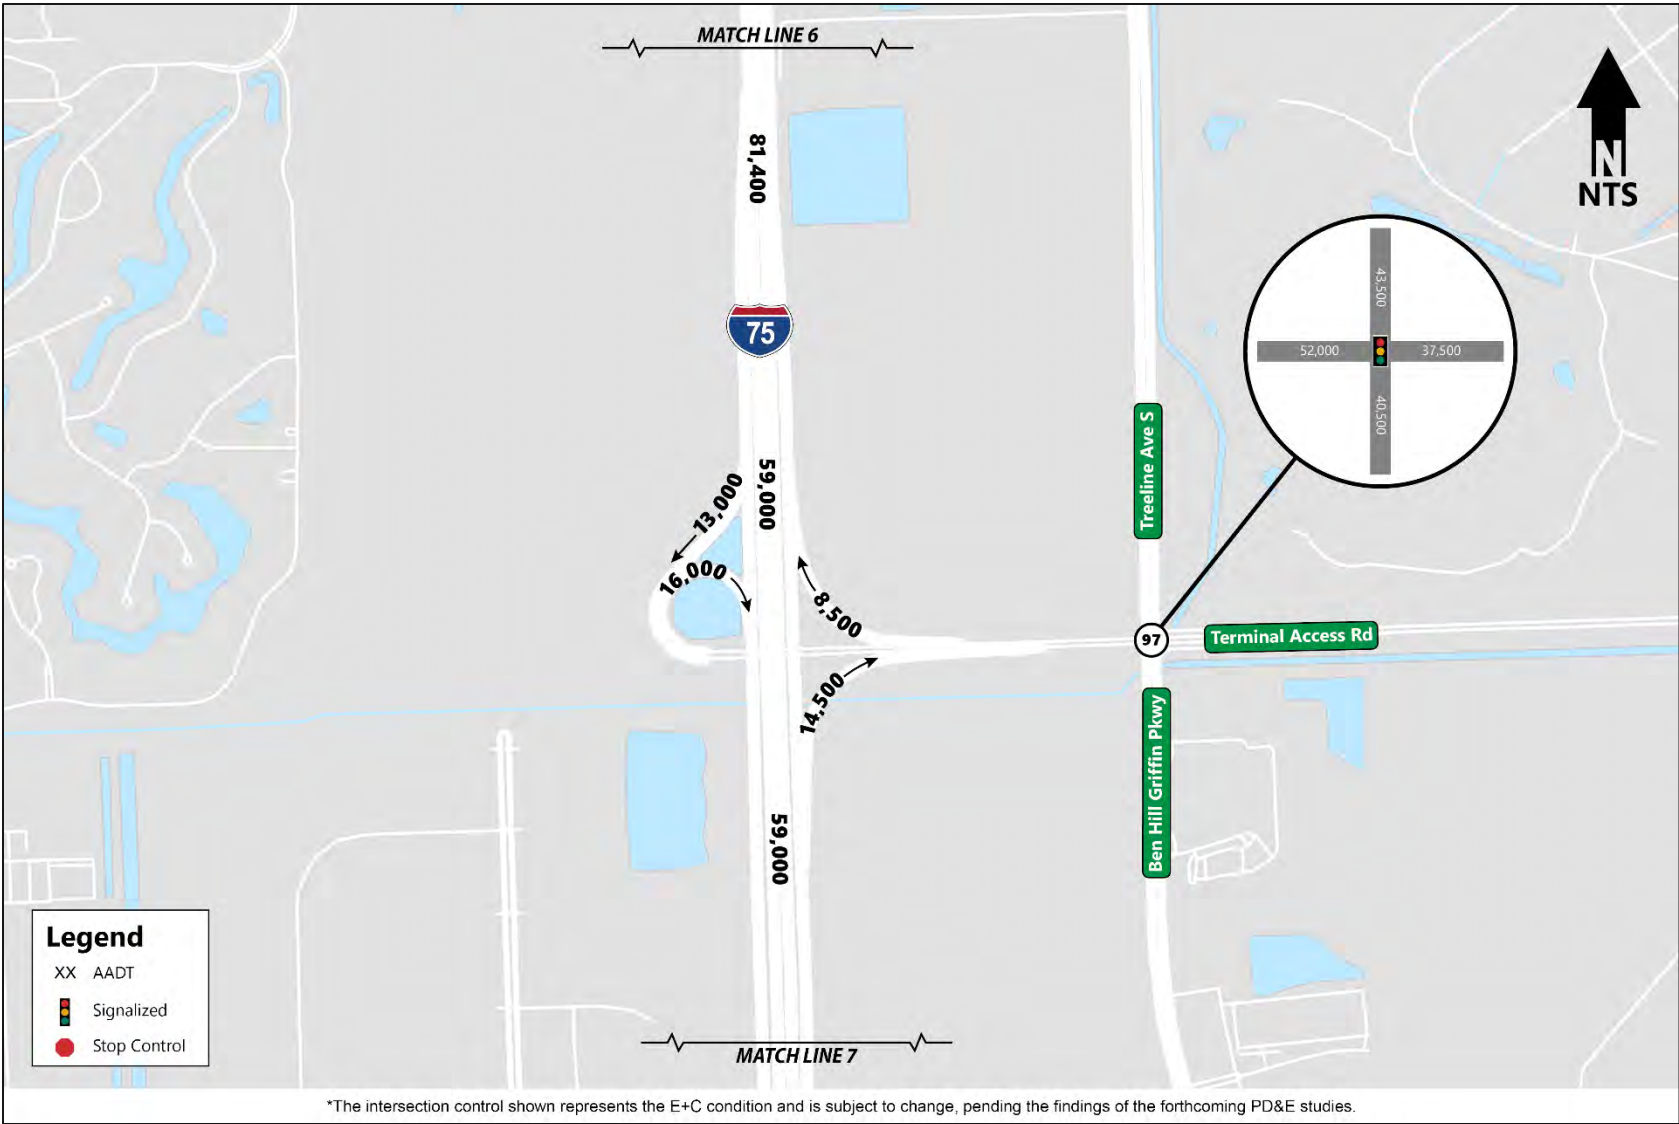 MATCH LINE 6
N
NTS
81,400
75
43,500
52,000
37,500
40,500
Treeline Ave S
59,000
13,000
16,000
8,500
97
Terminal Access Rd
14,500
Ben Hill Griffin Pkwy
59,000
Legend
XX AADT
Signalized
Stop Control
MATCH LINE 7
*The intersection control shown represents the E+C condition and is subject to change, pending the findings of the forthcoming PD&E studies.